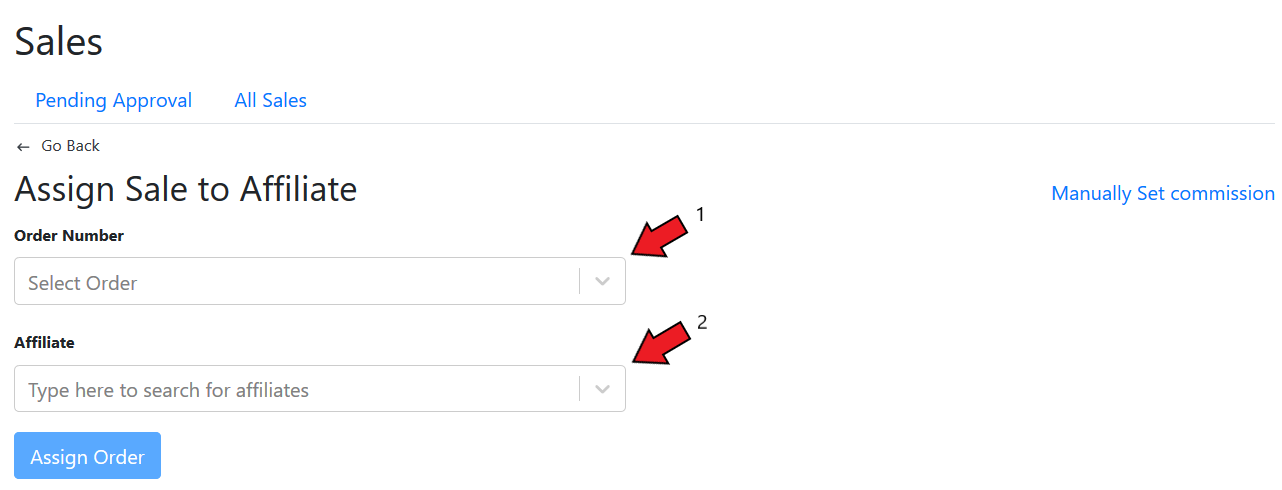 Sales
Pending Approval All Sales
← Go Back
Assign Sale to Affiliate Manually Set commission
1
Order Number
Select Order
2
Affiliate
Type here to search for affiliates
Assign Order